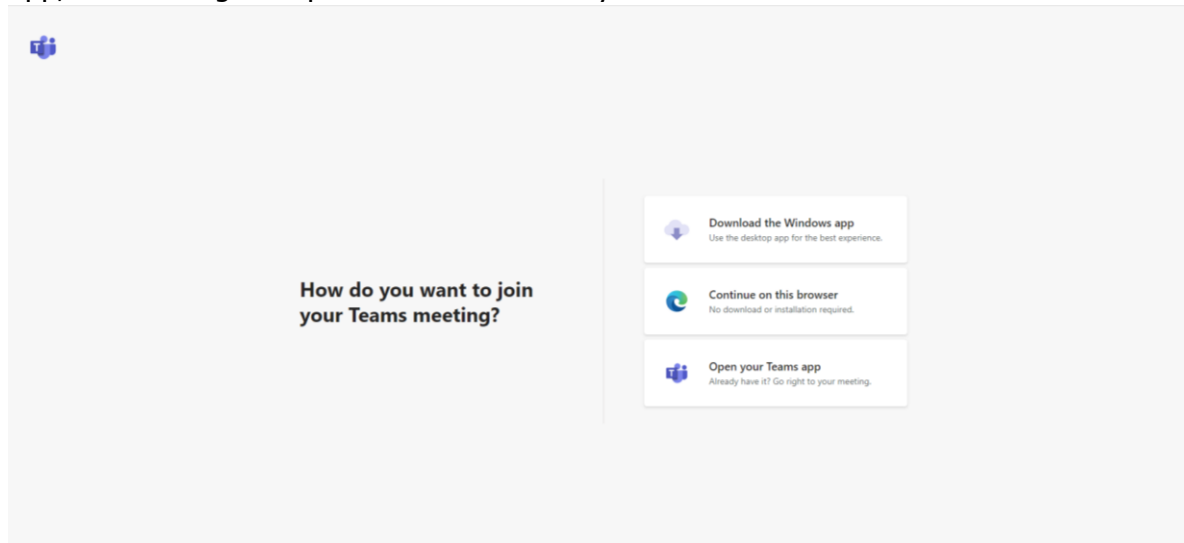 How do you want to join
your Teams meeting?
Download the Windows app
Use the desktop app for the best experience.
Continue on this browser
No download or installation required.
Open your Teams app
Already have it? Go right to your meeting.